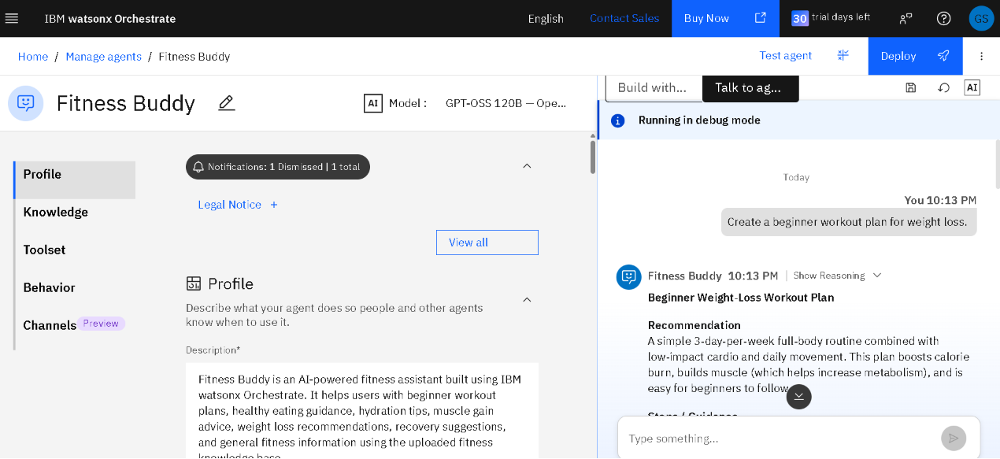 IBM watsonx Orchestrate
English
Contact Sales
Buy Now
30 trial days left
GS
Home / Manage agents / Fitness Buddy
Test agent
Deploy
Fitness Buddy
AI Model : GPT-OSS 120B — Ope...
Profile
Knowledge
Toolset
Behavior
Channels Preview
Notifications: 1 Dismissed | 1 total
Legal Notice +
View all
Profile
Describe what your agent does so people and other agents
know when to use it.
Description*
Fitness Buddy is an AI-powered fitness assistant built using IBM
watsonx Orchestrate. It helps users with beginner workout
plans, healthy eating guidance, hydration tips, muscle gain
advice, weight loss recommendations, recovery suggestions,
and general fitness information using the uploaded fitness
knowledge base.
Build with...
Talk to ag...
AI
Running in debug mode
Today
You 10:13 PM
Create a beginner workout plan for weight loss.
Fitness Buddy 10:13 PM | Show Reasoning
Beginner Weight-Loss Workout Plan
Recommendation
A simple 3-day-per-week full-body routine combined with
low-impact cardio and daily movement. This plan boosts calorie
burn, builds muscle (which helps increase metabolism), and is
easy for beginners to follow
Steps / Guidance
Type something...